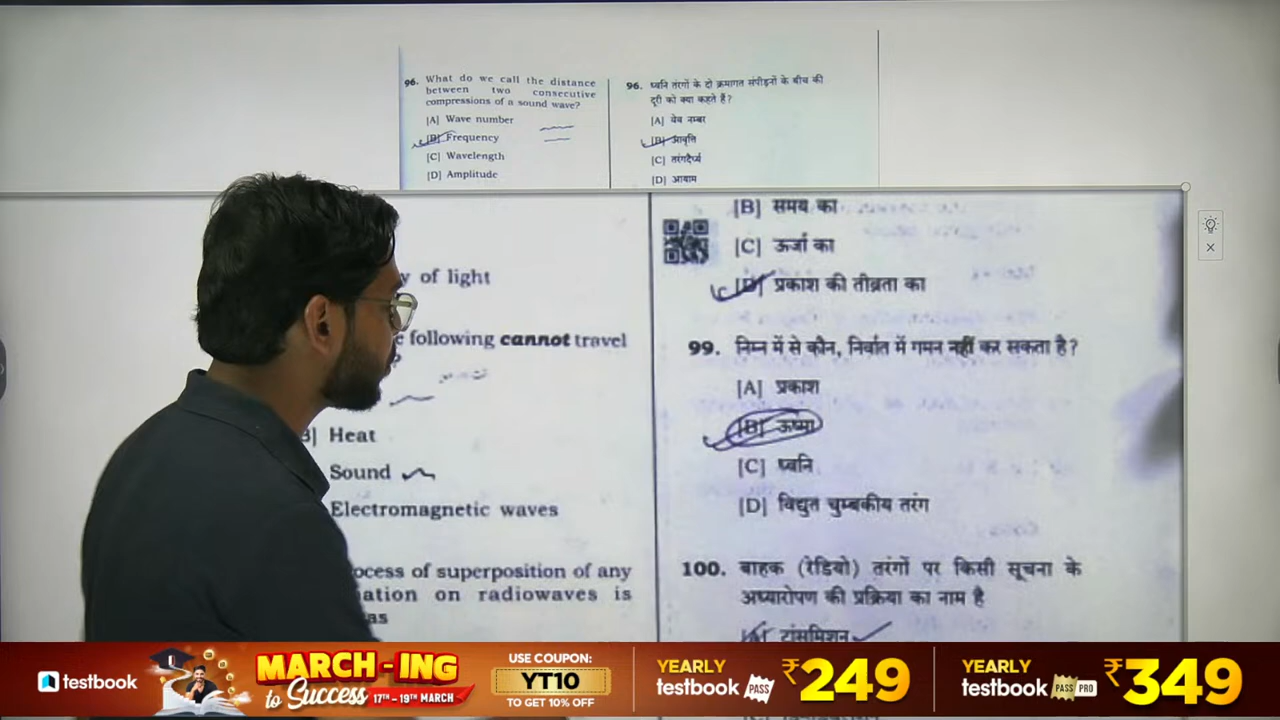 96. What do we call the distance
between two consecutive
compressions of a sound wave?
[A] Wave number
[B] Frequency
[C] Wavelength
[D] Amplitude
96. ध्वनि तरंगों के दो क्रमागत संपीड़नों के बीच की
दूरी को क्या कहते हैं?
[A] वेव नम्बर
[B] आवृत्ति
[C] तरंगदैर्ध्य
[D] आयाम
y of light
e following cannot travel
?
B] Heat
Sound
Electromagnetic waves
ocess of superposition of any
ation on radiowaves is
as
[B] समय का
[C] ऊर्जा का
[D] प्रकाश की तीव्रता का
99. निम्न में से कौन, निर्वात में गमन नहीं कर सकता है?
[A] प्रकाश
[B] ऊष्मा
[C] ध्वनि
[D] विद्युत चुम्बकीय तरंग
100. वाहक (रेडियो) तरंगों पर किसी सूचना के
अध्यारोपण की प्रक्रिया का नाम है
[A] ट्रांसमिशन
testbook
MARCH-ING
to Success
17TH - 19TH MARCH
USE COUPON:
YT10
TO GET 10% OFF
YEARLY
testbook PASS
₹249
YEARLY
testbook PASS PRO
₹349